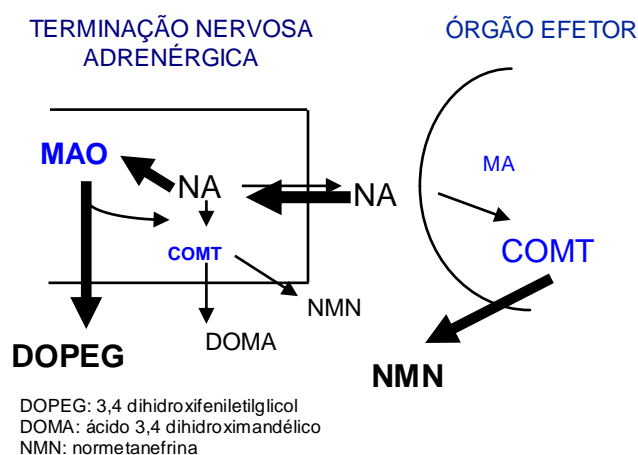 TERMINAÇÃO NERVOSA
ADRENÉRGICA
ÓRGÃO EFETOR
MAO
NA
NA
MA
COMT
COMT
NMN
DOMA
DOPEG
NMN
DOPEG: 3,4 dihidroxifeniletilglicol
DOMA: ácido 3,4 dihidroximandélico
NMN: normetanefrina